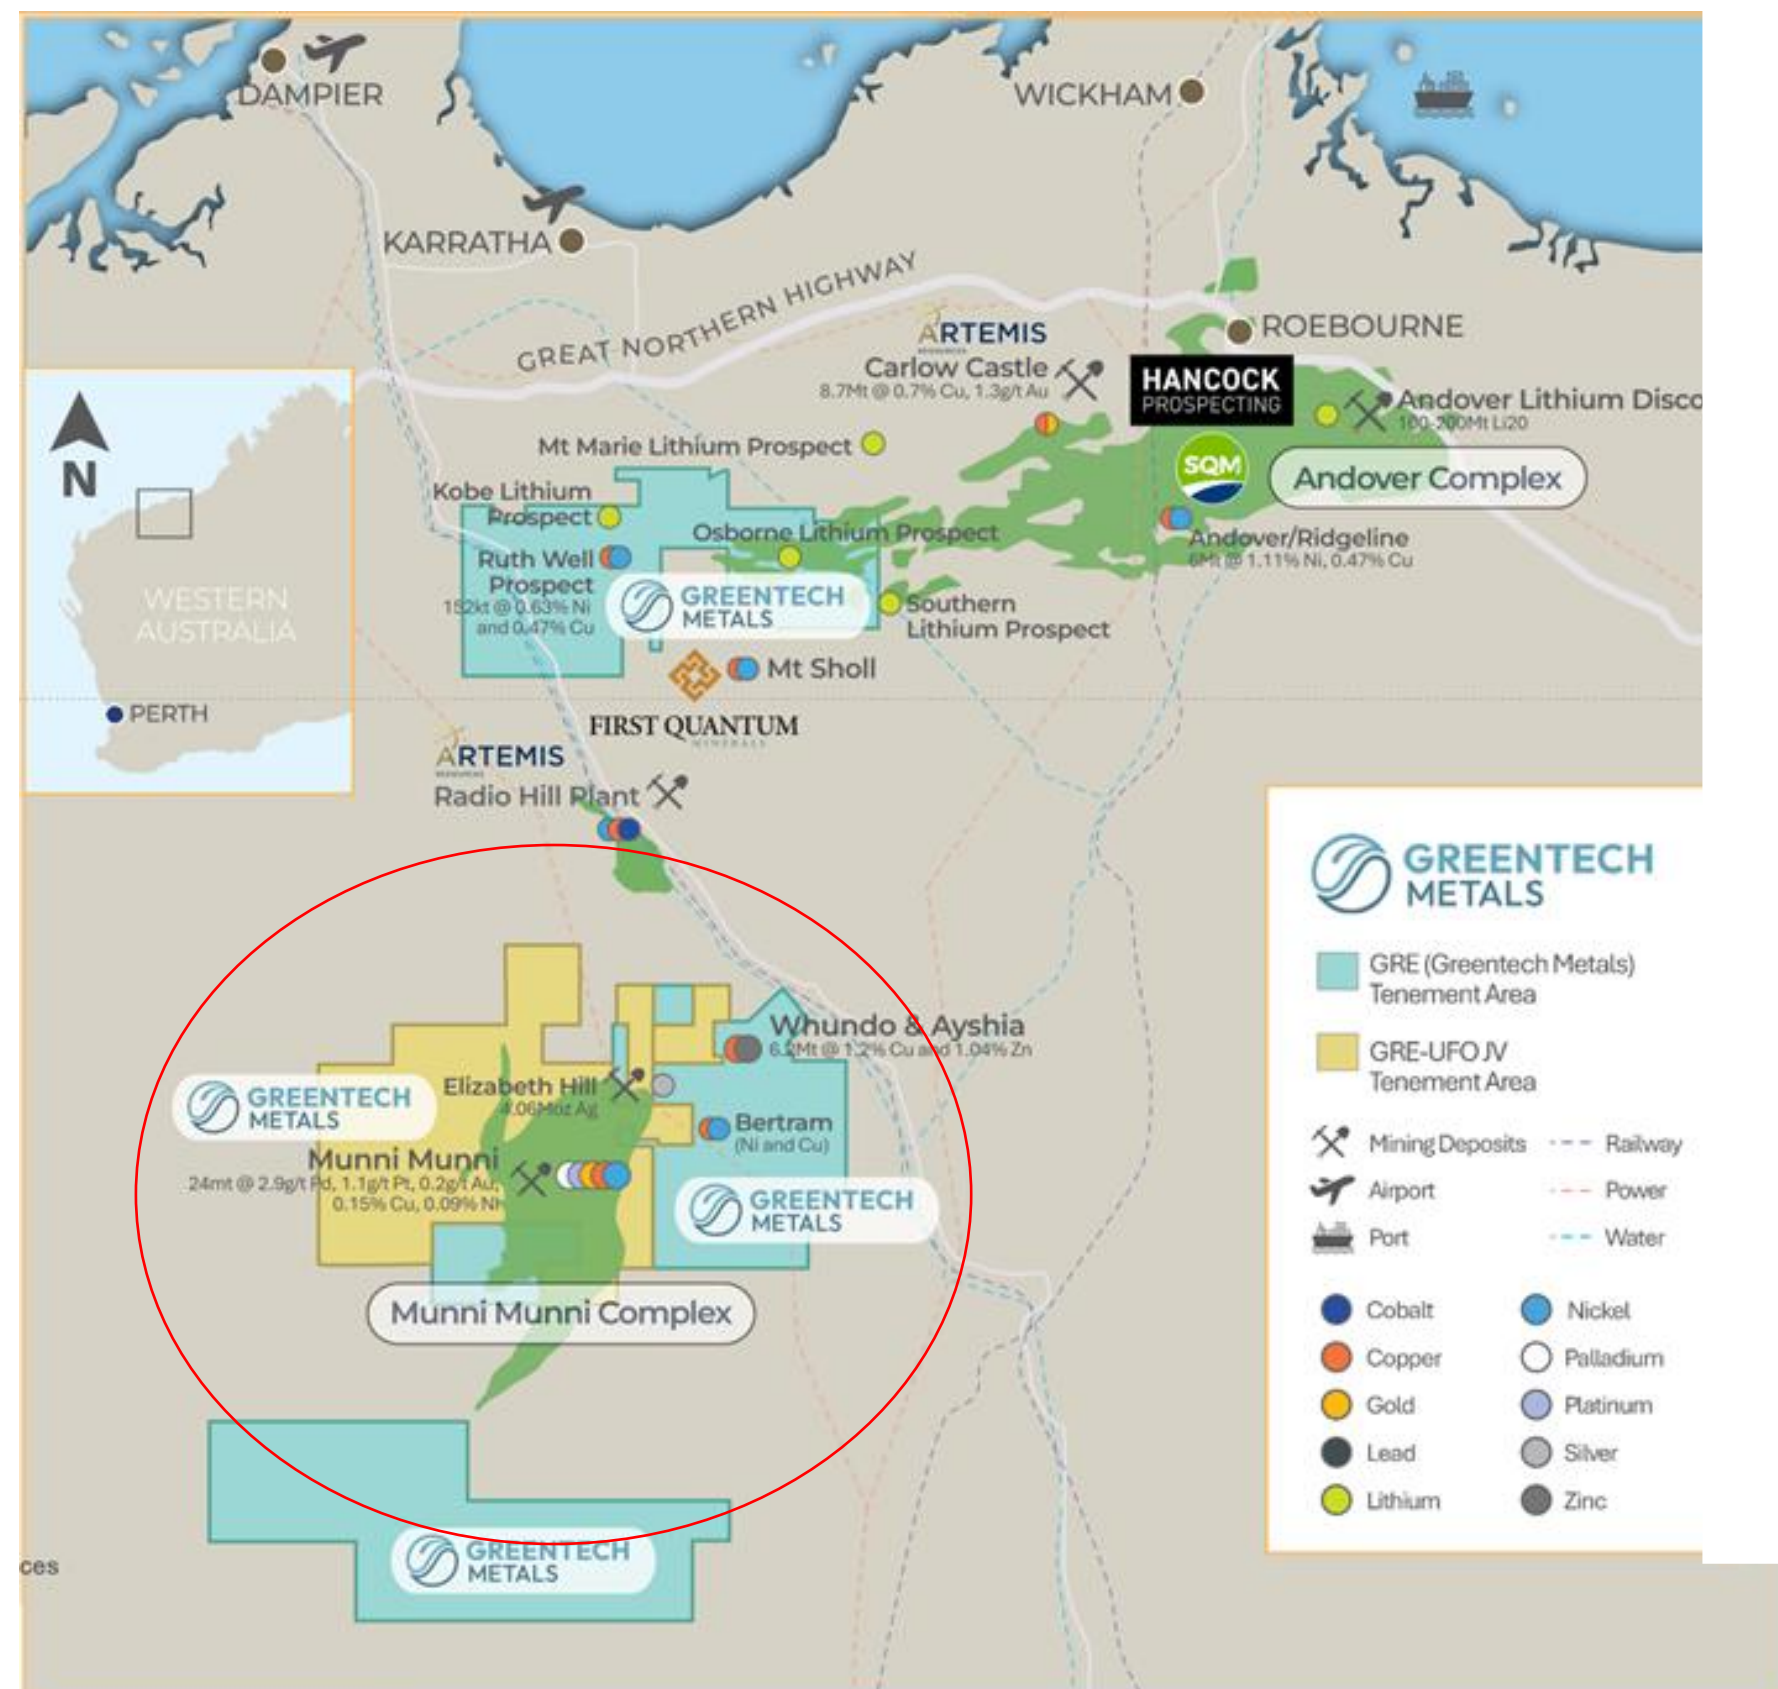 DAMPIER
WICKHAM
KARRATHA
GREAT NORTHERN HIGHWAY
ARTEMIS
Carlow Castle
8.7Mt @ 0.7% Cu, 1.3g/t Au
ROEBOURNE
HANCOCK
PROSPECTING
Andover Lithium Disco
100-200Mt Li20
SQM
Andover Complex
Mt Marie Lithium Prospect
Kobe Lithium
Prospect
Osborne Lithium Prospect
Andover/Ridgeline
6Mt @ 1.11% Ni, 0.47% Cu
Ruth Well
Prospect
152kt @ 0.63% Ni
and 0.47% Cu
GREENTECH
METALS
Southern
Lithium Prospect
Mt Sholl
FIRST QUANTUM
MINERALS
N
WESTERN
AUSTRALIA
PERTH
ARTEMIS
Radio Hill Plant
Whundo & Ayshia
6.2Mt @ 1.2% Cu and 1.04% Zn
Elizabeth Hill
4.06Moz Ag
GREENTECH
METALS
Bertram
(Ni and Cu)
Munni Munni
24mt @ 2.9g/t Pd, 1.1g/t Pt, 0.2g/t Au,
0.15% Cu, 0.09% Ni
GREENTECH
METALS
Munni Munni Complex
GREENTECH
METALS
ces
GREENTECH
METALS
GRE (Greentech Metals)
Tenement Area
GRE-UFO JV
Tenement Area
Mining Deposits
Railway
Airport
Power
Port
Water
Cobalt
Nickel
Copper
Palladium
Gold
Platinum
Lead
Silver
Lithium
Zinc